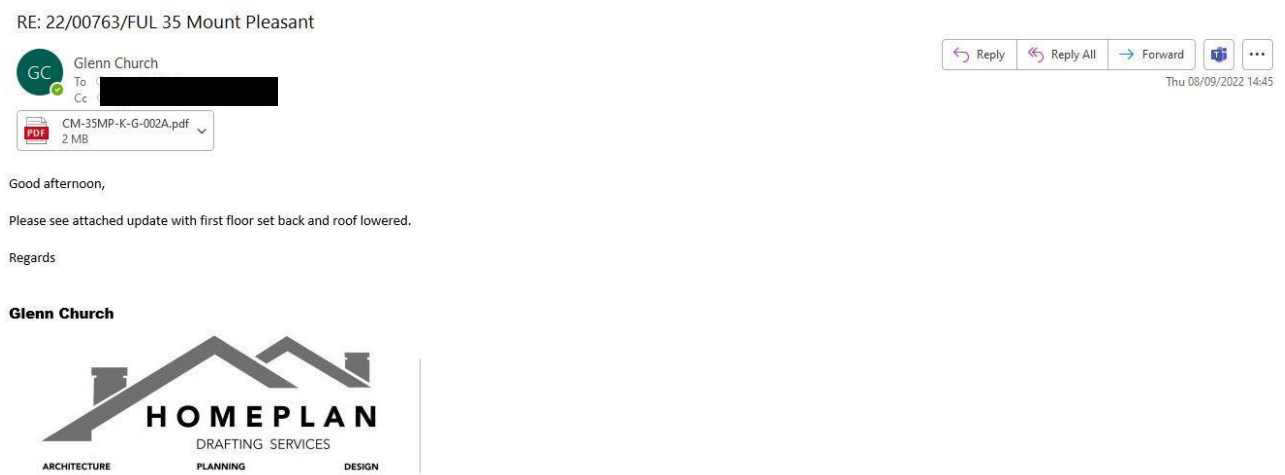 RE: 22/00763/FUL 35 Mount Pleasant
GC
Glenn Church
To
Cc
Reply
Reply All
Forward
Thu 08/09/2022 14:45
PDF
CM-35MP-K-G-002A.pdf
2 MB
Good afternoon,
Please see attached update with first floor set back and roof lowered.
Regards
Glenn Church
HOMEPLAN
DRAFTING SERVICES
ARCHITECTURE PLANNING DESIGN